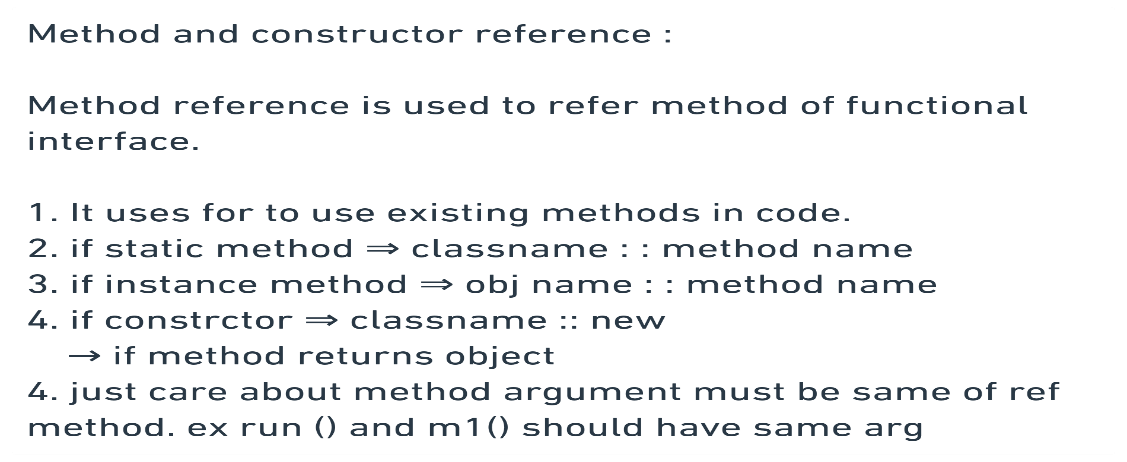 Method and constructor reference :
Method reference is used to refer method of functional
interface.
1. It uses for to use existing methods in code.
2. if static method ⇒ classname : : method name
3. if instance method ⇒ obj name : : method name
4. if constrctor ⇒ classname :: new
→ if method returns object
4. just care about method argument must be same of ref
method. ex run () and m1() should have same arg